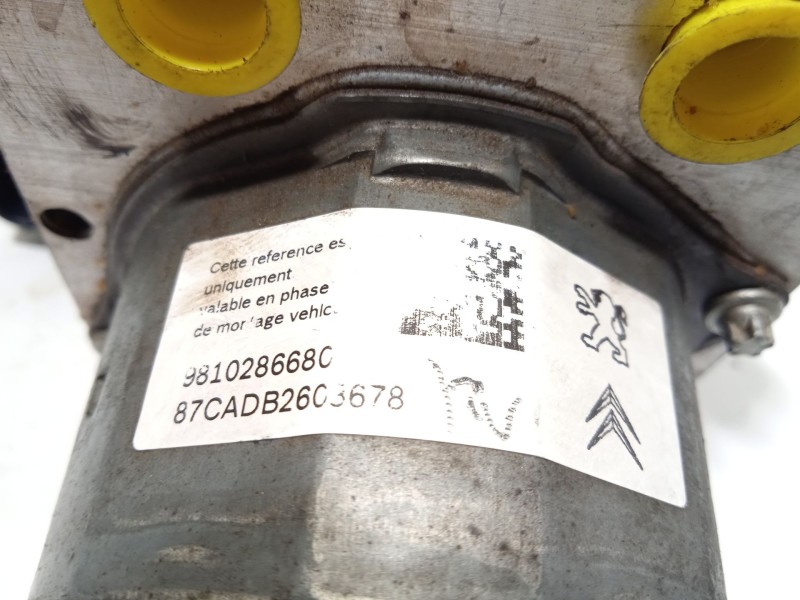 Cette reference es
uniquement
valable en phase
de montage vehic
9810286680
87CADB2603678